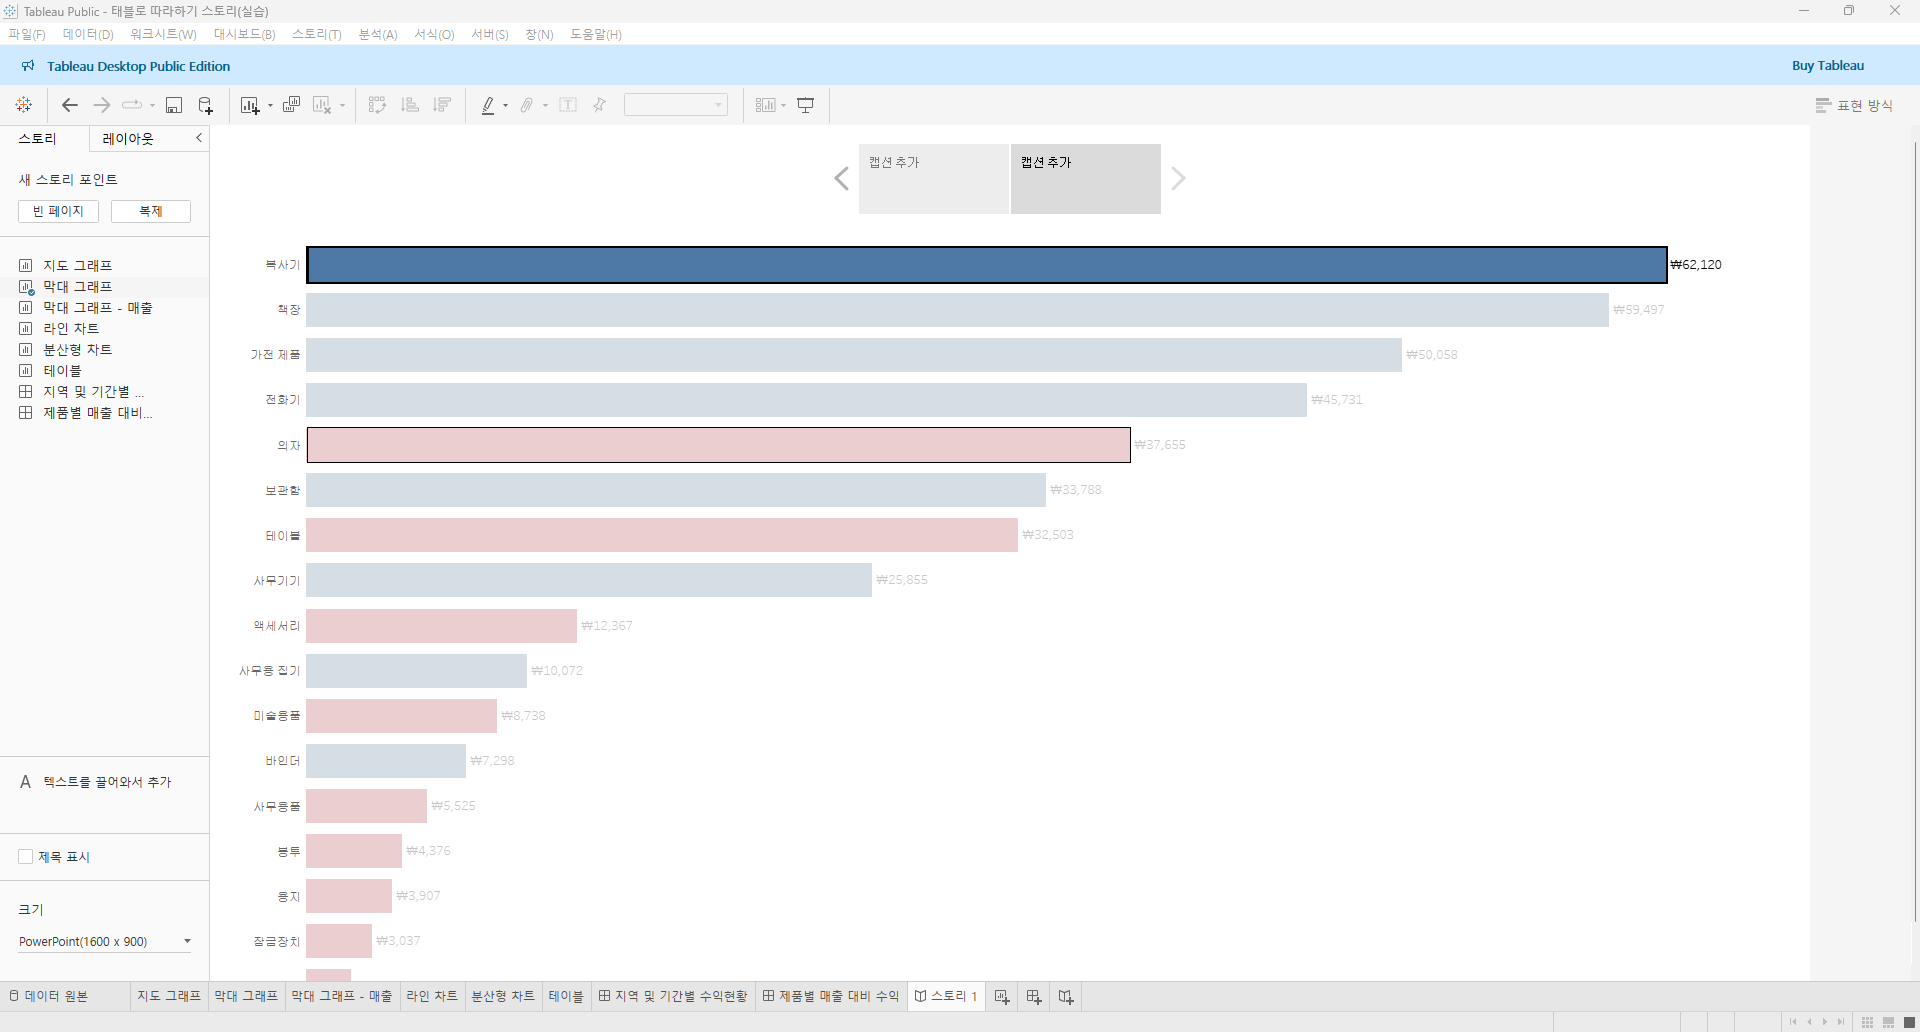 Tableau Public - 태블로 따라하기 스토리(실습)
파일(F) 데이터(D) 워크시트(W) 대시보드(B) 스토리(T) 분석(A) 서식(O) 서버(S) 창(N) 도움말(H)
Tableau Desktop Public Edition
Buy Tableau
표현 방식
스토리
레이아웃
새 스토리 포인트
빈 페이지
복제
지도 그래프
막대 그래프
막대 그래프 - 매출
라인 차트
분산형 차트
테이블
지역 및 기간별 ...
제품별 매출 대비...
A 텍스트를 끌어와서 추가
제목 표시
크기
PowerPoint(1600 x 900)
캡션 추가
캡션 추가
복사기 ₩62,120
책장 ₩59,497
가전 제품 ₩50,058
전화기 ₩45,731
의자 ₩37,655
보관함 ₩33,788
테이블 ₩32,503
사무기기 ₩25,855
액세서리 ₩12,367
사무용 집기 ₩10,072
미술용품 ₩8,738
바인더 ₩7,298
사무용품 ₩5,525
봉투 ₩4,376
용지 ₩3,907
잠금장치 ₩3,037
데이터 원본 지도 그래프 막대 그래프 막대 그래프 - 매출 라인 차트 분산형 차트 테이블 지역 및 기간별 수익현황 제품별 매출 대비 수익 스토리 1